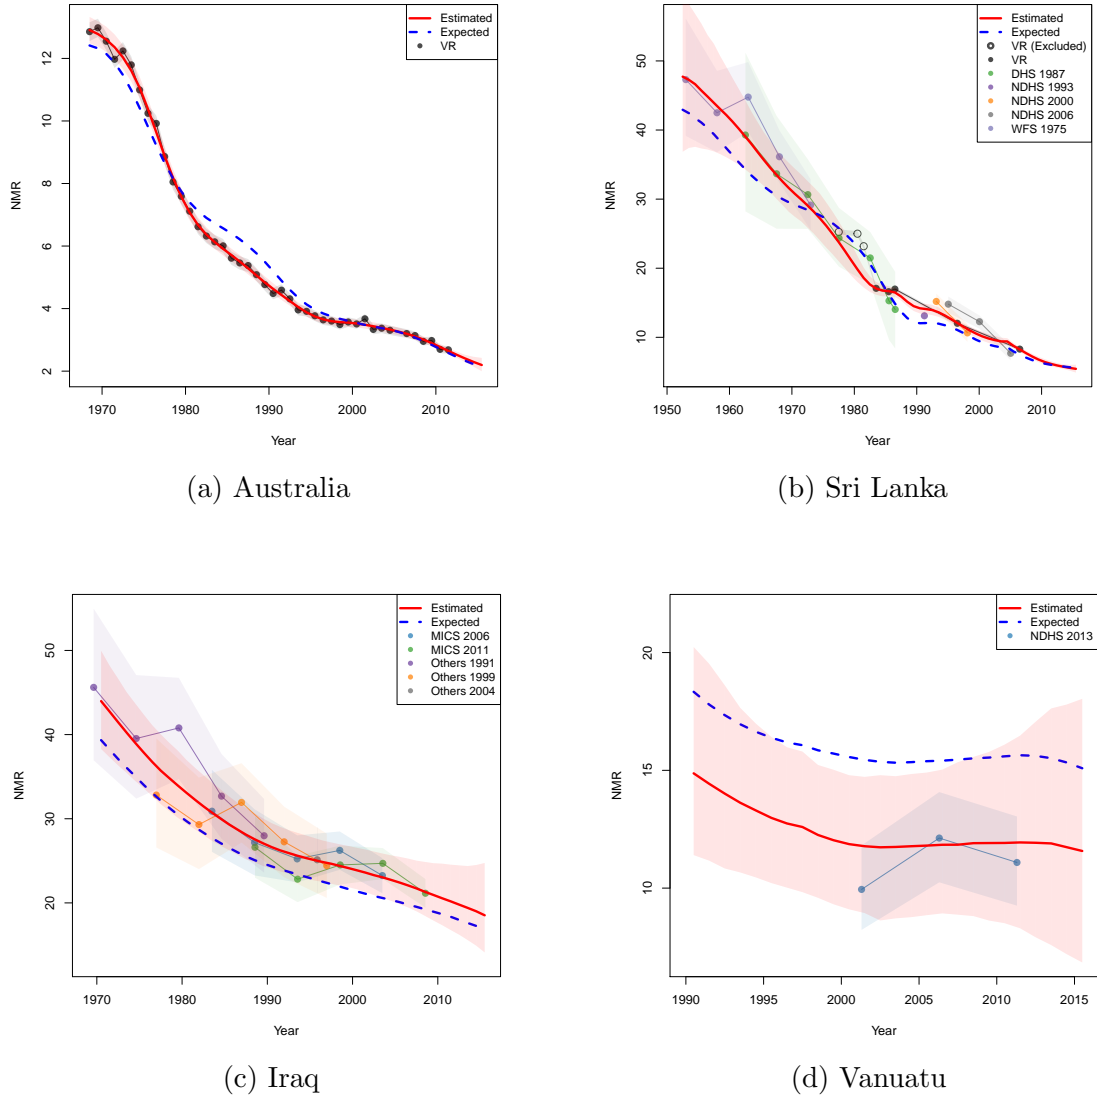 Estimated
Expected
VR
NMR
2
4
6
8
10
12
1970
1980
1990
2000
2010
Year
(a) Australia
Estimated
Expected
VR (Excluded)
VR
DHS 1987
NDHS 1993
NDHS 2000
NDHS 2006
WFS 1975
NMR
10
20
30
40
50
1950
1960
1970
1980
1990
2000
2010
Year
(b) Sri Lanka
Estimated
Expected
MICS 2006
MICS 2011
Others 1991
Others 1999
Others 2004
NMR
20
30
40
50
1970
1980
1990
2000
2010
Year
(c) Iraq
Estimated
Expected
NDHS 2013
NMR
10
15
20
1990
1995
2000
2005
2010
2015
Year
(d) Vanuatu